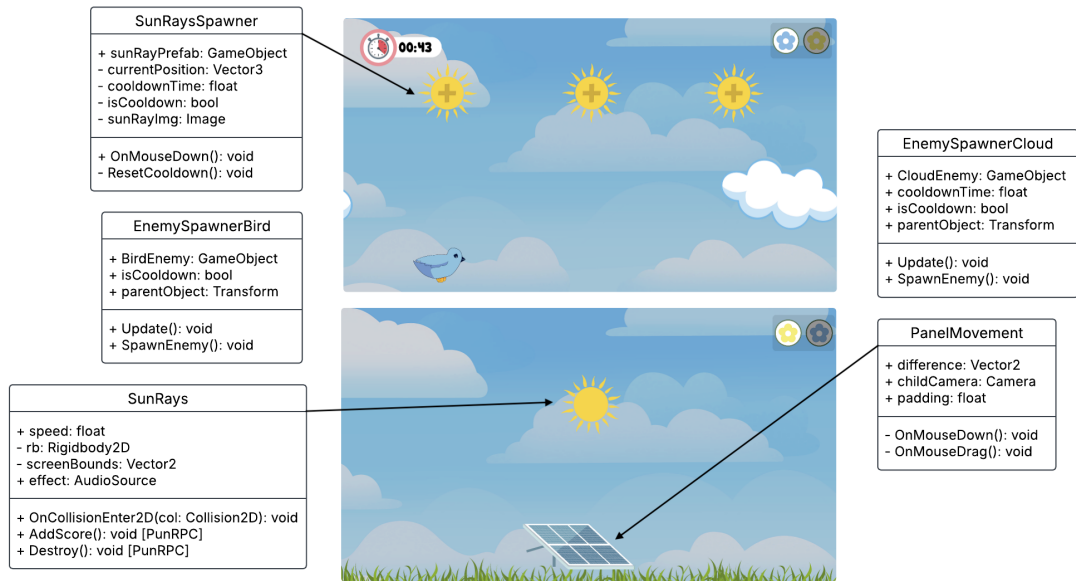 SunRaysSpawner
+ sunRayPrefab: GameObject
- currentPosition: Vector3
- cooldownTime: float
- isCooldown: bool
- sunRayImg: Image
+ OnMouseDown(): void
- ResetCooldown(): void
00:43
EnemySpawnerCloud
+ CloudEnemy: GameObject
+ cooldownTime: float
+ isCooldown: bool
+ parentObject: Transform
+ Update(): void
+ SpawnEnemy(): void
EnemySpawnerBird
+ BirdEnemy: GameObject
+ isCooldown: bool
+ parentObject: Transform
+ Update(): void
+ SpawnEnemy(): void
PanelMovement
+ difference: Vector2
+ childCamera: Camera
+ padding: float
- OnMouseDown(): void
- OnMouseDrag(): void
SunRays
+ speed: float
- rb: Rigidbody2D
- screenBounds: Vector2
+ effect: AudioSource
+ OnCollisionEnter2D(col: Collision2D): void
+ AddScore(): void [PunRPC]
+ Destroy(): void [PunRPC]